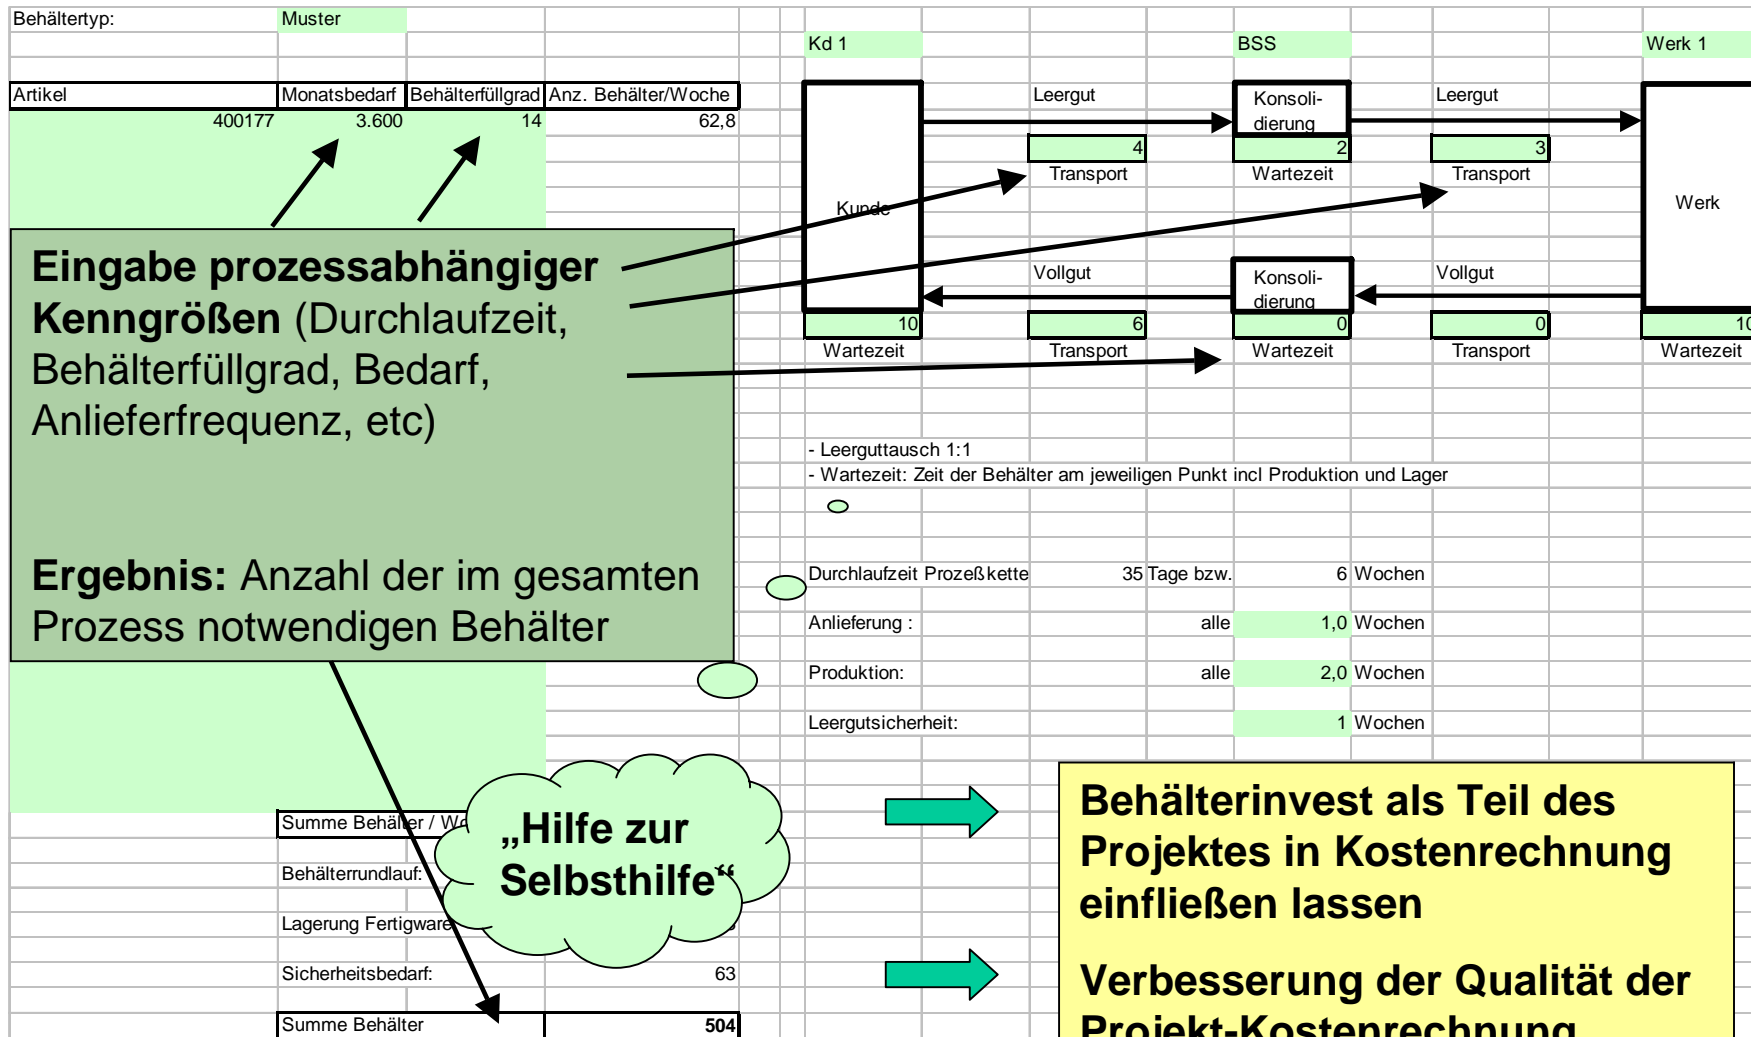 Behältertyp: Muster
Kd 1 BSS Werk 1
Artikel Monatsbedarf Behälterfüllgrad Anz. Behälter/Woche
400177 3.600 14 62,8
Leergut Konsoli-dierung Leergut
4 2 3
Transport Wartezeit Transport
Kunde Werk
Vollgut Konsoli-dierung Vollgut
10 6 0 0 10
Wartezeit Transport Wartezeit Transport Wartezeit
Eingabe prozessabhängiger
Kenngrößen (Durchlaufzeit,
Behälterfüllgrad, Bedarf,
Anlieferfrequenz, etc)
Ergebnis: Anzahl der im gesamten
Prozess notwendigen Behälter
- Leerguttausch 1:1
- Wartezeit: Zeit der Behälter am jeweiligen Punkt incl Produktion und Lager
Durchlaufzeit Prozeßkette 35 Tage bzw. 6 Wochen
Anlieferung : alle 1,0 Wochen
Produktion: alle 2,0 Wochen
Leergutsicherheit: 1 Wochen
Summe Behälter / Wo
Behälterrundlauf:
Lagerung Fertigware
Sicherheitsbedarf: 63
Summe Behälter 504
„Hilfe zur
Selbsthilfe“
Behälterinvest als Teil des
Projektes in Kostenrechnung
einfließen lassen
Verbesserung der Qualität der
Projekt-Kostenrechnung